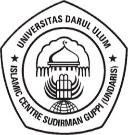 UNIVERSITAS DARUL ULUM
ISLAMIC CENTRE SUDIRMAN GUPPI (UNDARIS)